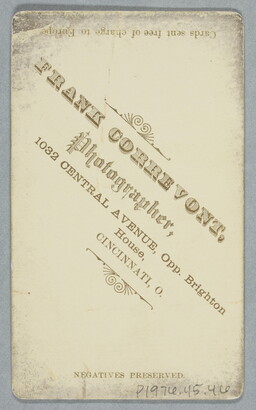 Cards sent free of charge to Europe
FRANK CORREVONT,
Photographer,
1032 CENTRAL AVENUE, Opp. Brighton
House,
CINCINNATI, O.
NEGATIVES PRESERVED.
P1976.45.46